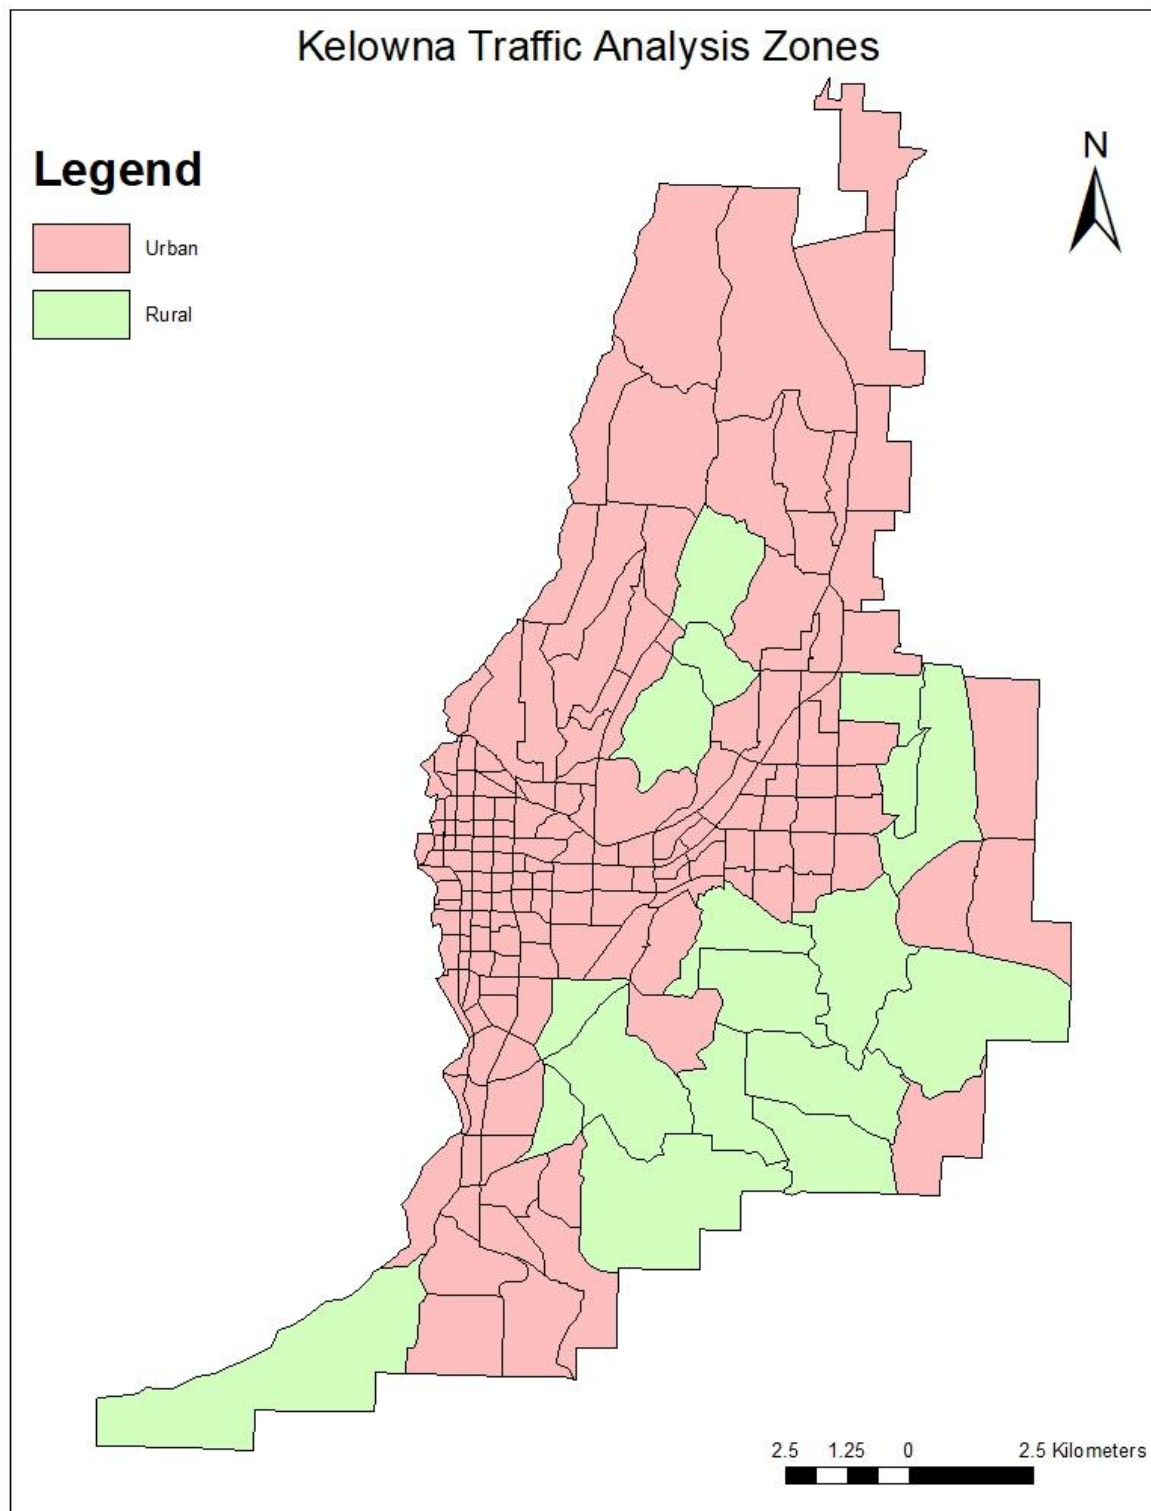 Kelowna Traffic Analysis Zones
N
Legend
Urban
Rural
2.5 1.25 0 2.5 Kilometers